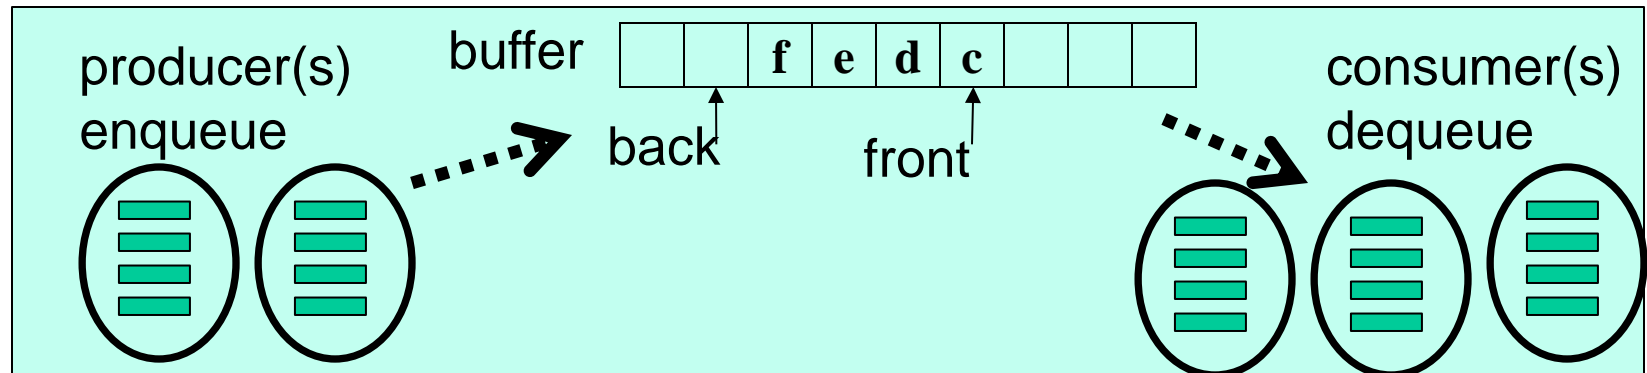 producer(s)
enqueue
buffer
f e d c
back
front
consumer(s)
dequeue